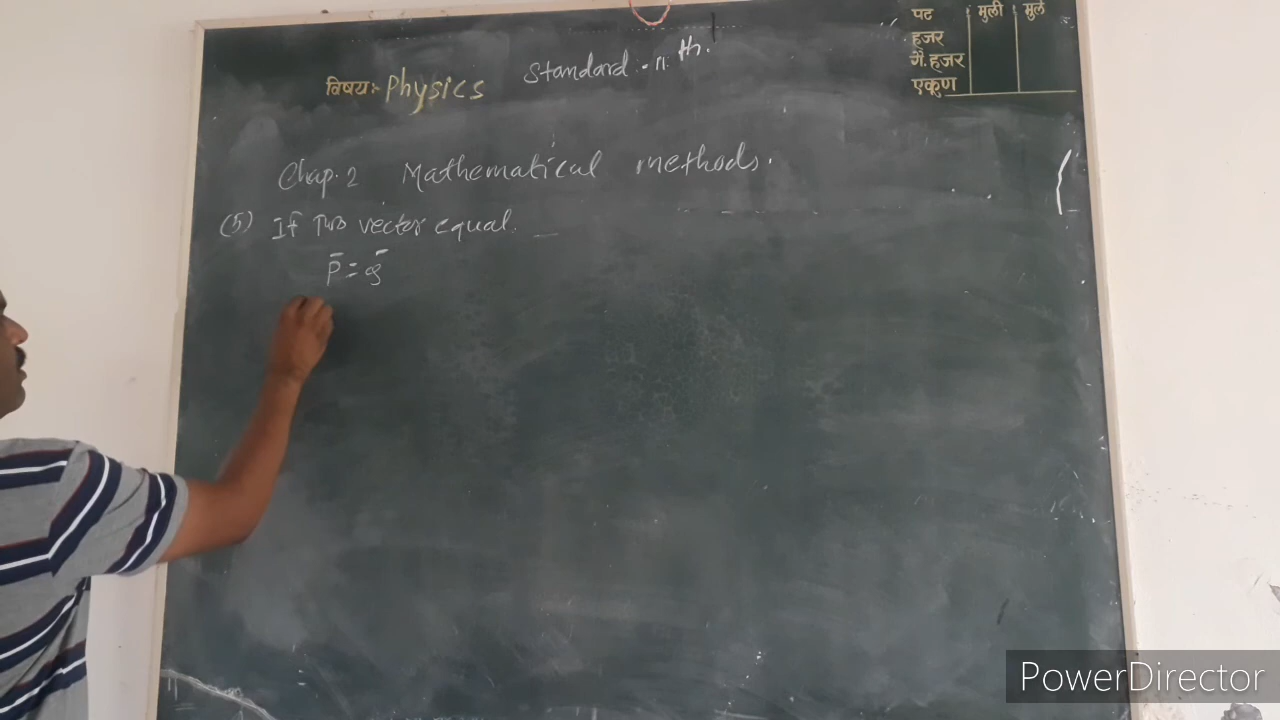 पट मुली मुले
हजर
गै. हजर
एकूण
विषय:- Physics Standard - 11th.
Chap. 2 Mathematical methods.
(5) If Two vector equal. _
P̄ = Q̄
PowerDirector